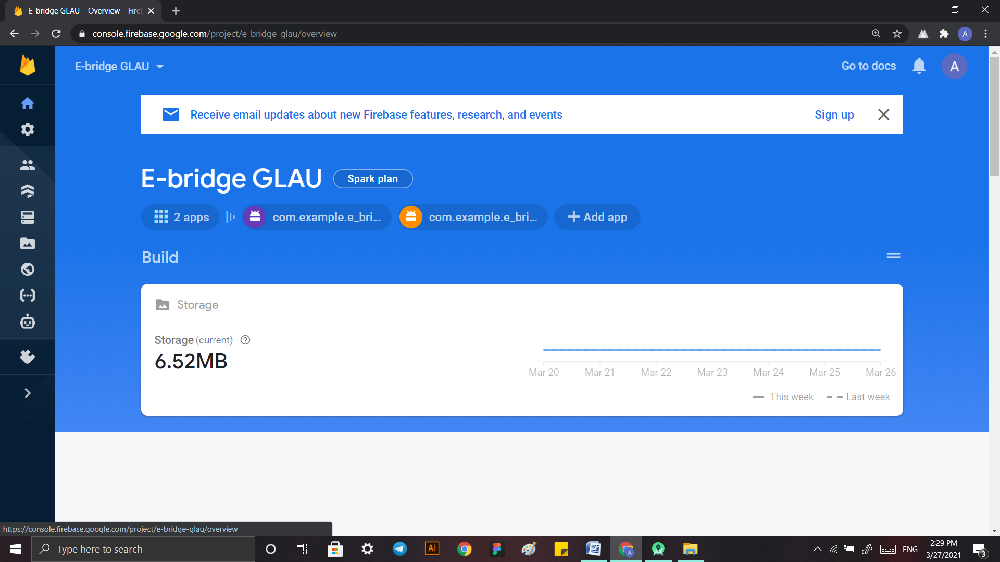 E-bridge GLAU – Overview – Fire
console.firebase.google.com/project/e-bridge-glau/overview
A
E-bridge GLAU
Go to docs
A
Receive email updates about new Firebase features, research, and events
Sign up
E-bridge GLAU
Spark plan
2 apps
com.example.e_bri...
com.example.e_bri...
Add app
Build
Storage
Storage (current)
6.52MB
Mar 20 Mar 21 Mar 22 Mar 23 Mar 24 Mar 25 Mar 26
This week Last week
https://console.firebase.google.com/project/e-bridge-glau/overview
Type here to search
Ai
A
ENG
2:29 PM
3/27/2021
3